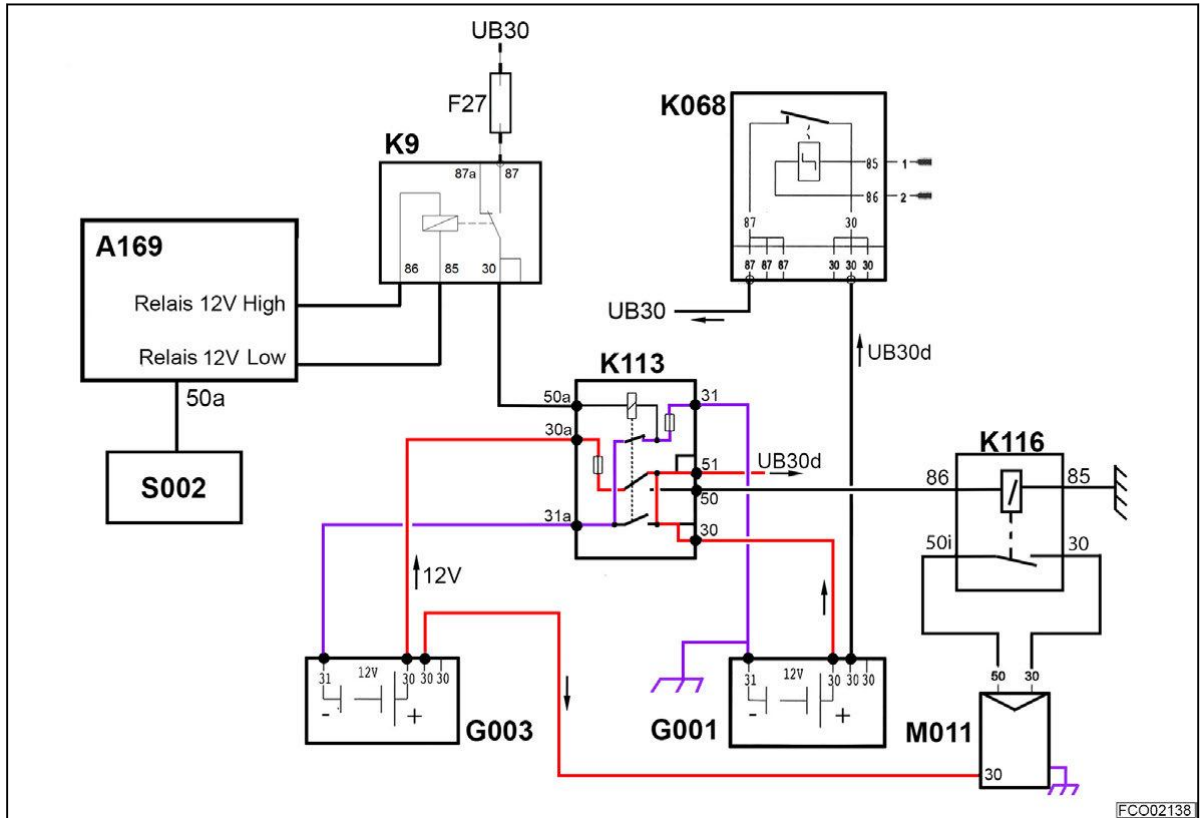 UB30
F27
K9
87a 87
86 85 30
A169
Relais 12V High
Relais 12V Low
50a
S002
K068
85 1
86 2
87 30
87 87 87 30 30 30
UB30
UB30d
K113
50a 31
30a
51 UB30d
50
31a
30
K116
86 85
50i 30
12V
31 12V 30 30 30
- +
G003
31 12V 30 30 30
- +
G001
50 30
M011
30
FCO02138